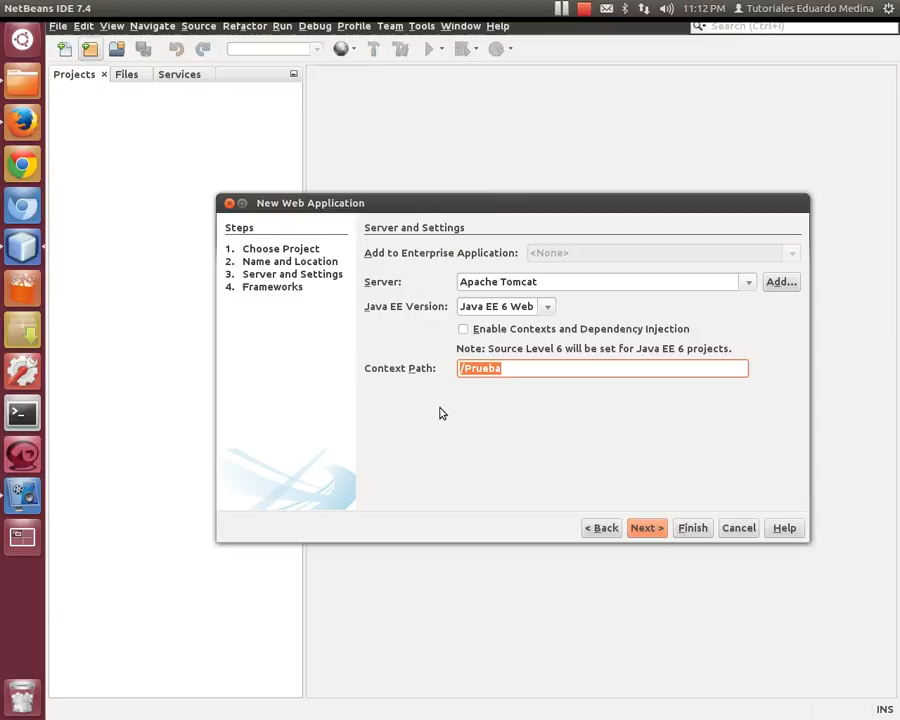 NetBeans IDE 7.4
11:12 PM
Tutoriales Eduardo Medina
File Edit View Navigate Source Refactor Run Debug Profile Team Tools Window Help
Search (Ctrl+I)
Projects × Files Services
New Web Application
Steps
1. Choose Project
2. Name and Location
3. Server and Settings
4. Frameworks
Server and Settings
Add to Enterprise Application: <None>
Server: Apache Tomcat Add...
Java EE Version: Java EE 6 Web
Enable Contexts and Dependency Injection
Note: Source Level 6 will be set for Java EE 6 projects.
Context Path: /Prueba
< Back Next > Finish Cancel Help
INS